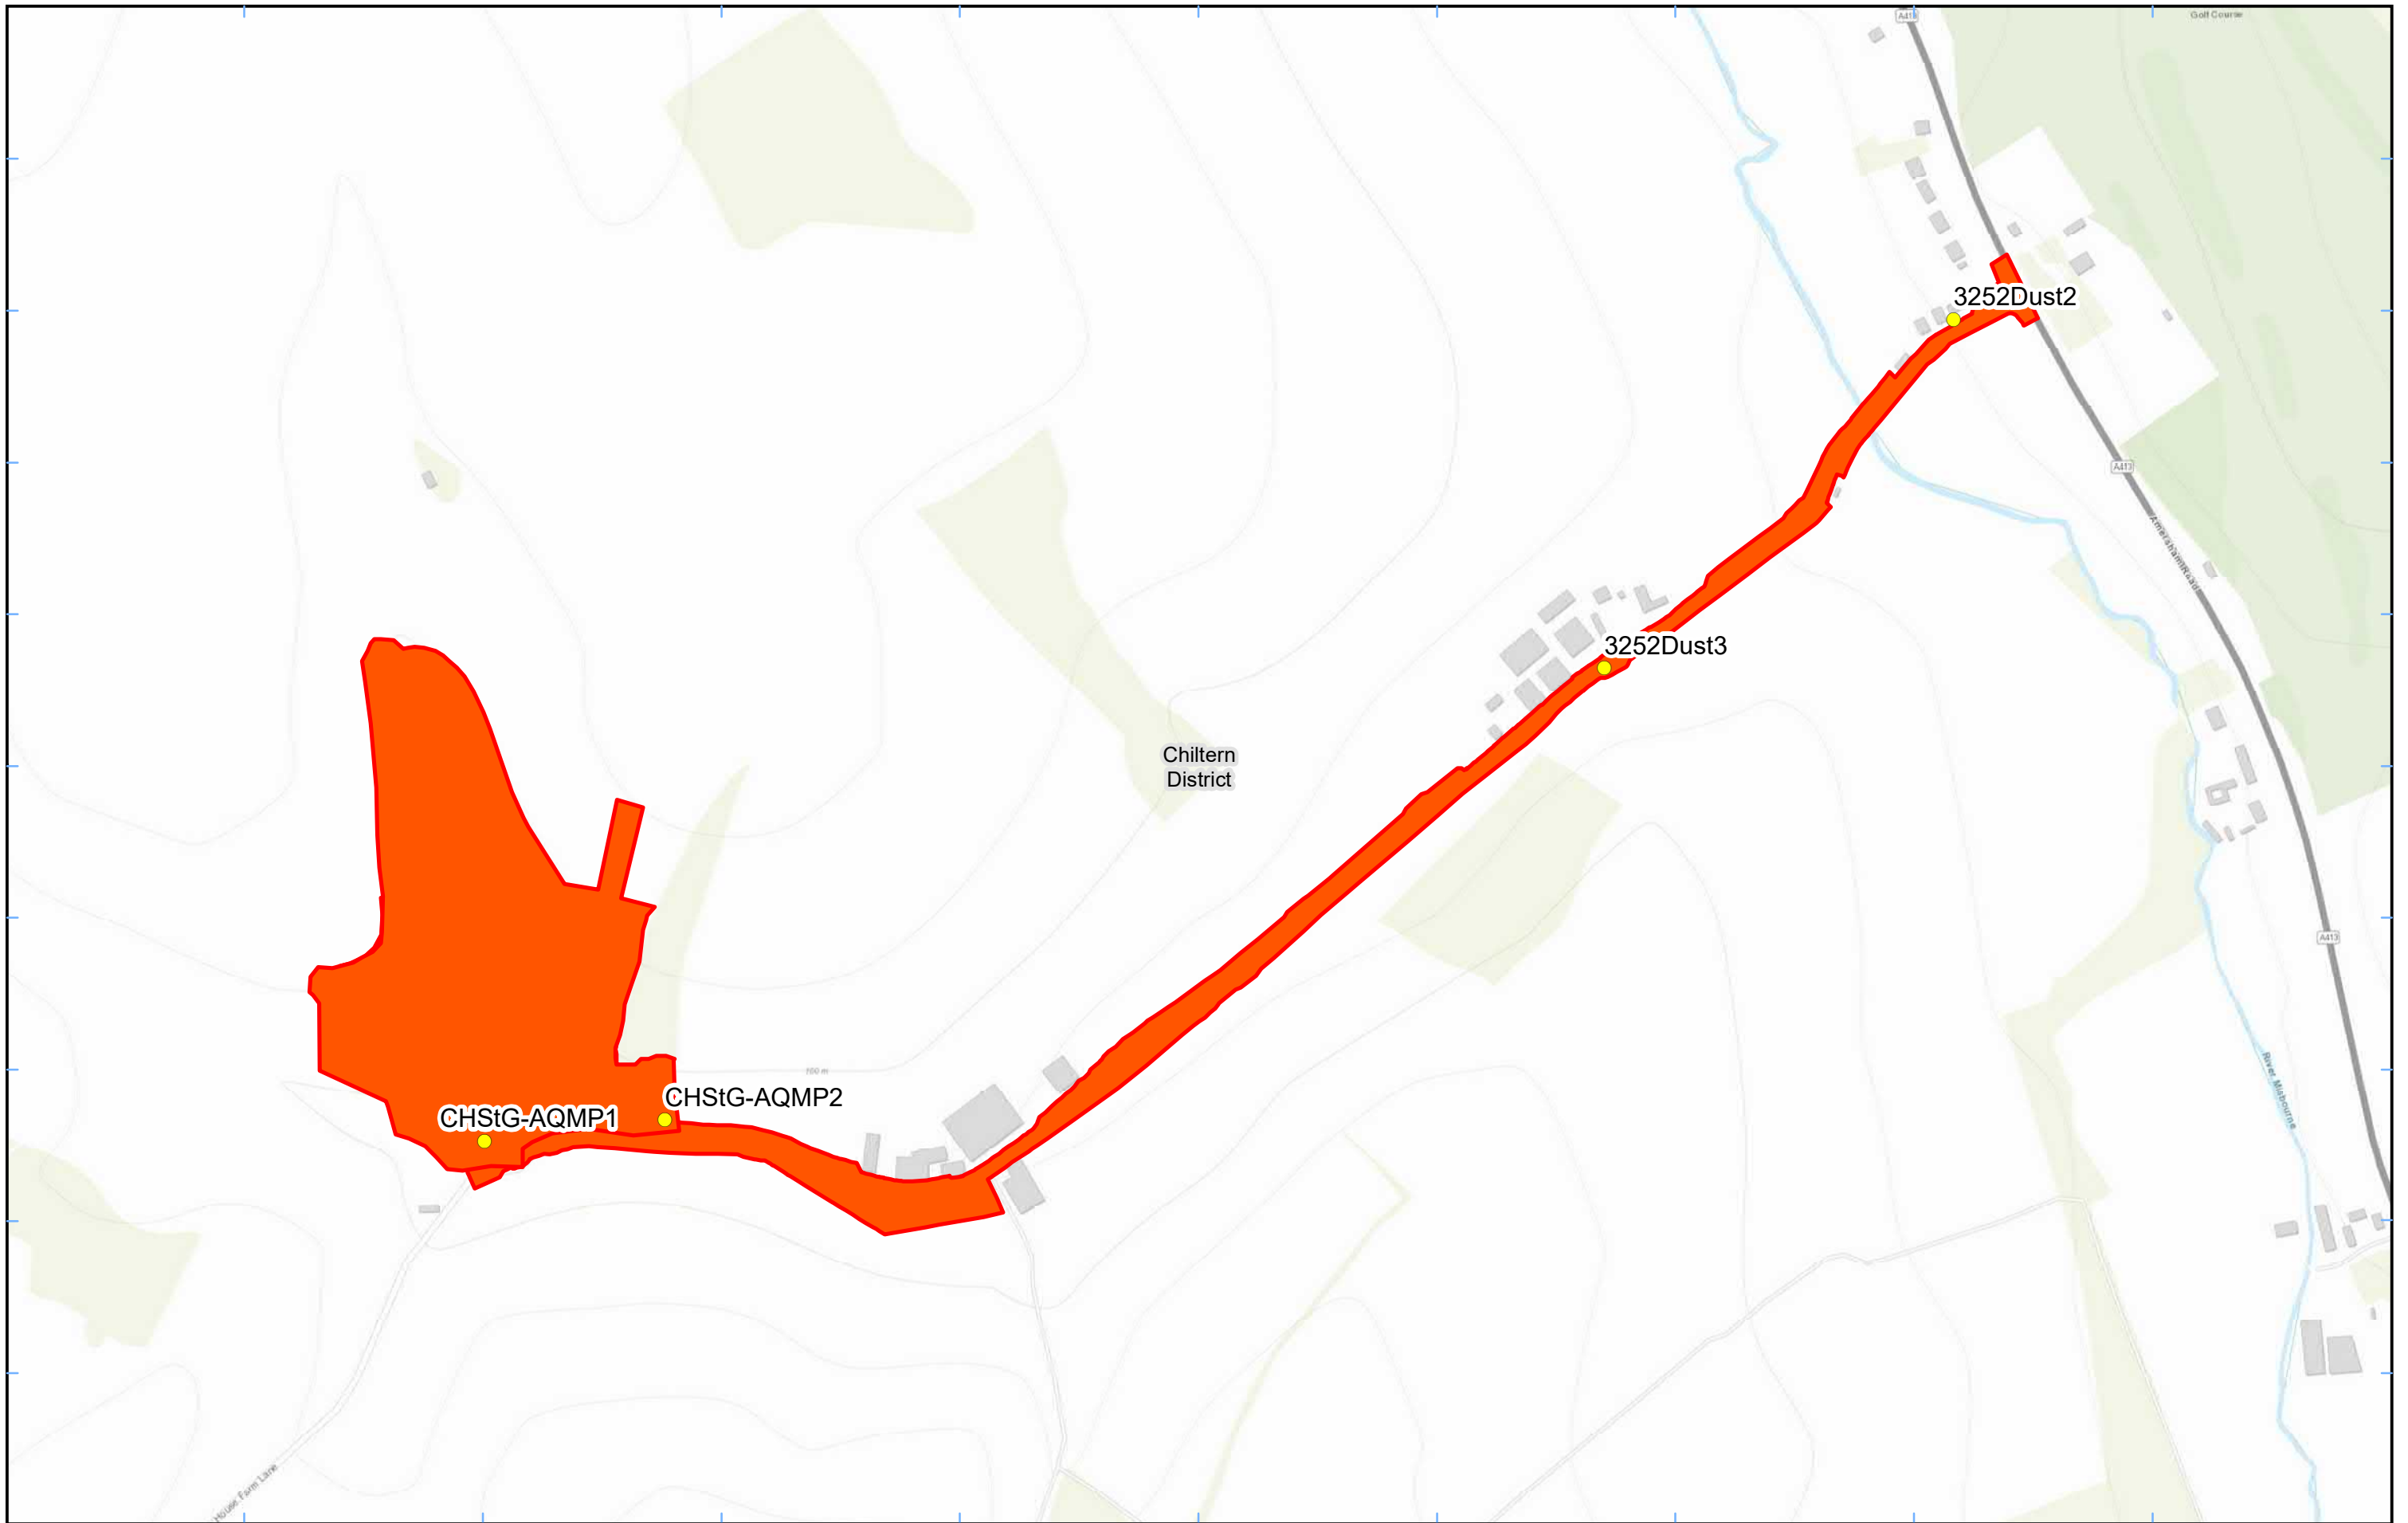 A413
Golf Course
3252Dust2
A413
Amersham Road
3252Dust3
Chiltern
District
A413
100 m
CHStG-AQMP2
CHStG-AQMP1
River Misbourne
House Farm Lane